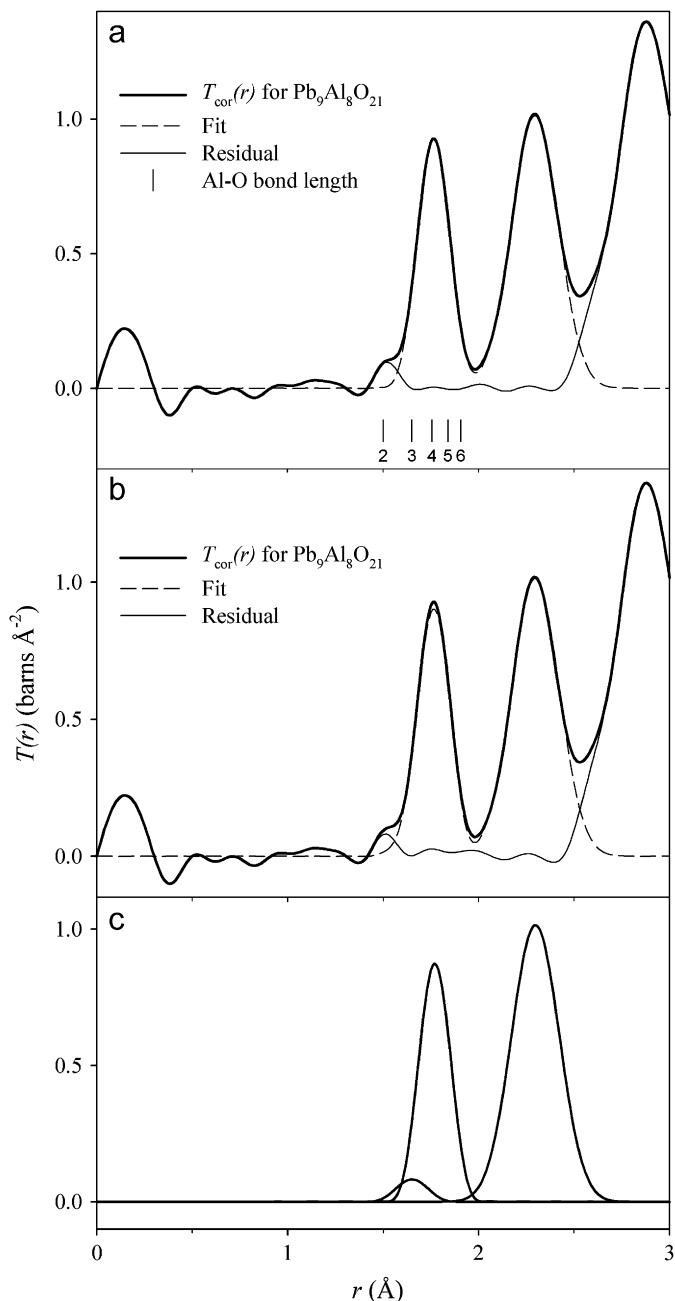 a
T_cor(r) for Pb₉Al₈O₂₁
Fit
Residual
Al-O bond length
1.0
0.5
0.0
2 3 4 5 6
b
T_cor(r) for Pb₉Al₈O₂₁
Fit
Residual
1.0
0.5
0.0
T(r) (barns Å⁻²)
c
1.0
0.5
0.0
0 1 2 3
r (Å)